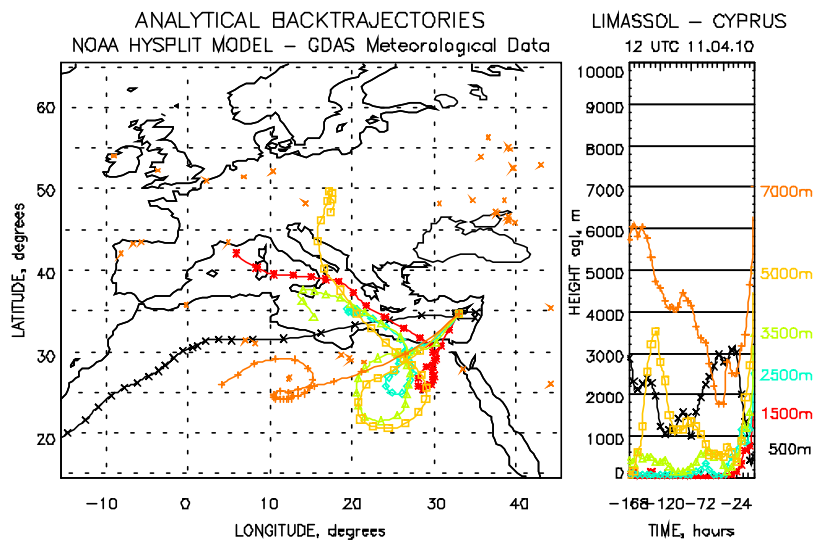 ANALYTICAL BACKTRAJECTORIES
NOAA HYSPLIT MODEL – GDAS Meteorological Data
LIMASSOL – CYPRUS
12 UTC 11.04.10
60
50
40
30
20
LATITUDE, degrees
−10 0 10 20 30 40
LONGITUDE, degrees
10000
9000
8000
7000
6000
5000
4000
3000
2000
1000
0
HEIGHT agl, m
7000m
5000m
3500m
2500m
1500m
500m
−168−120−72 −24
TIME, hours